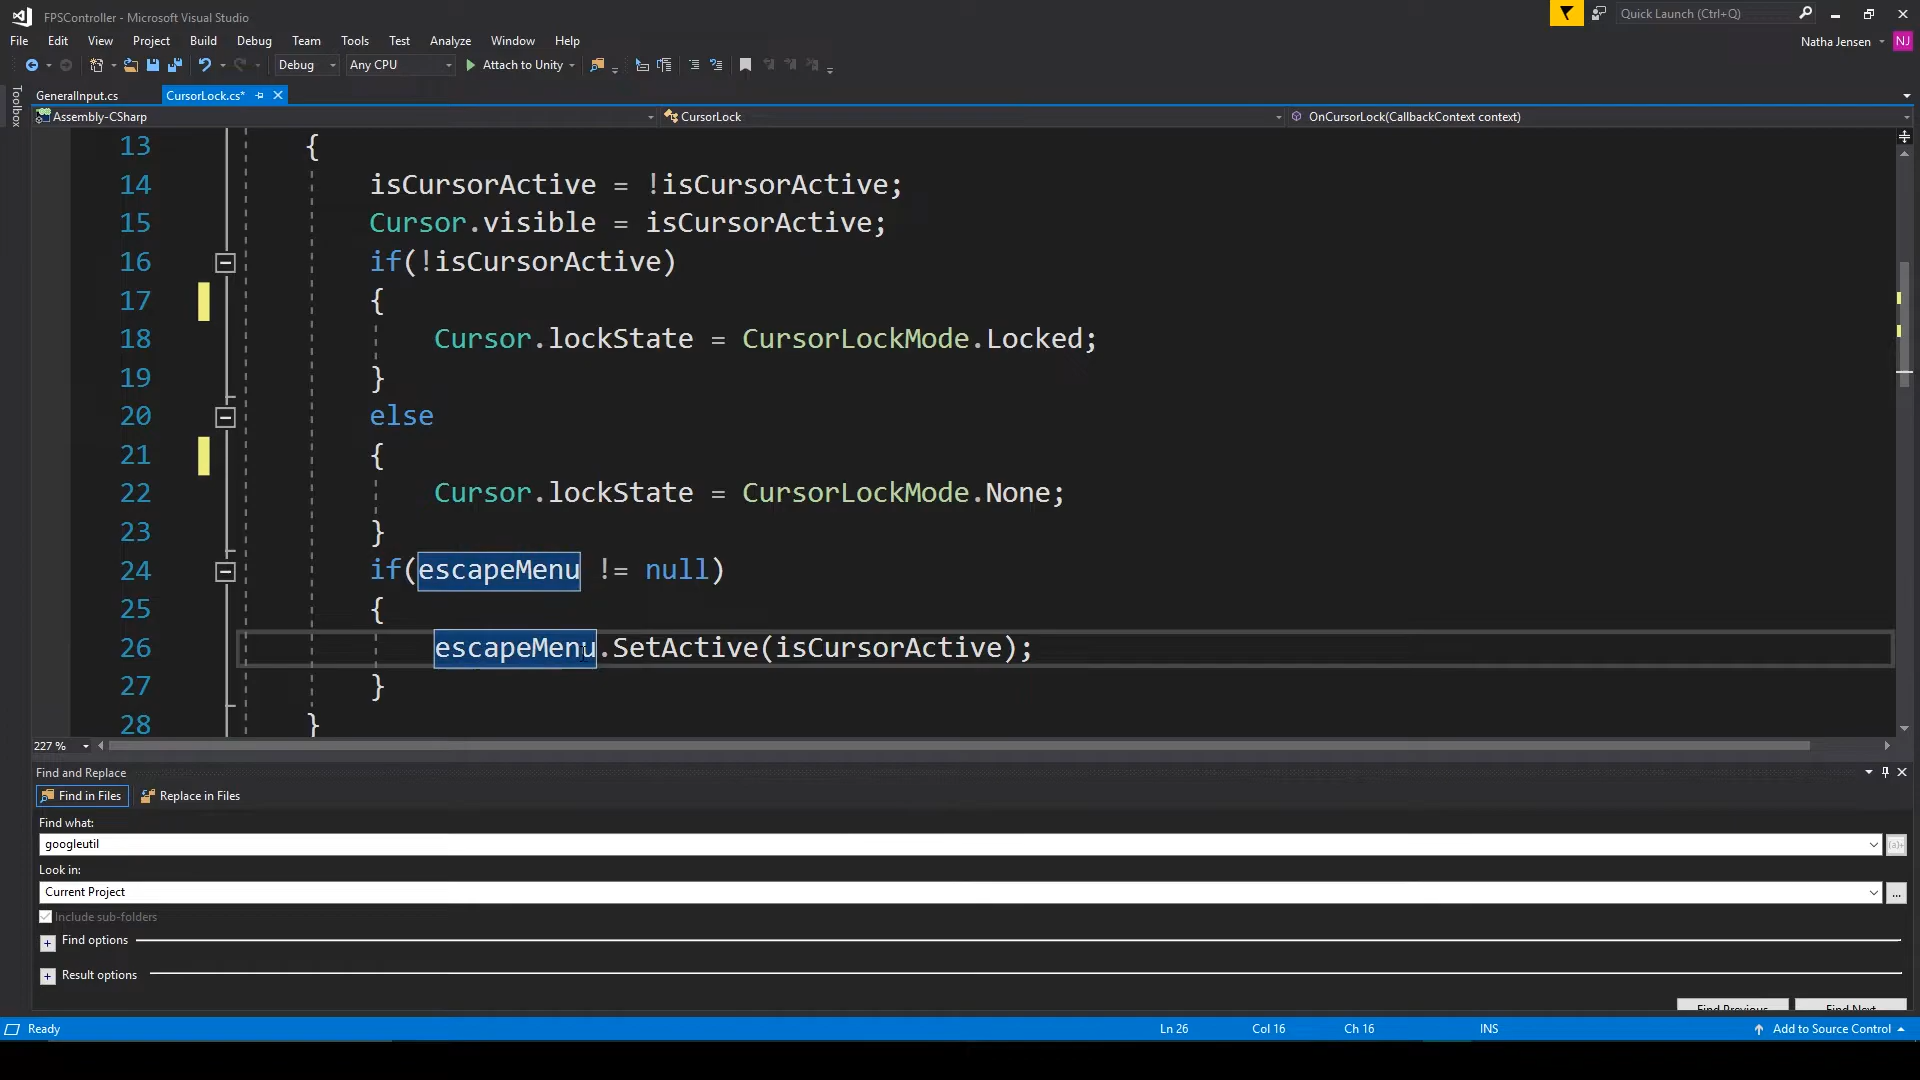 FPSController - Microsoft Visual Studio
Quick Launch (Ctrl+Q)
File Edit View Project Build Debug Team Tools Test Analyze Window Help
Natha Jensen NJ
Debug Any CPU Attach to Unity
Toolbox
GeneralInput.cs CursorLock.cs*
Assembly-CSharp CursorLock OnCursorLock(CallbackContext context)
13 {
14 isCursorActive = !isCursorActive;
15 Cursor.visible = isCursorActive;
16 if(!isCursorActive)
17 {
18 Cursor.lockState = CursorLockMode.Locked;
19 }
20 else
21 {
22 Cursor.lockState = CursorLockMode.None;
23 }
24 if(escapeMenu != null)
25 {
26 escapeMenu.SetActive(isCursorActive);
27 }
28 }
227 %
Find and Replace
Find in Files Replace in Files
Find what:
googleutil
(a)+
Look in:
Current Project
...
Include sub-folders
Find options
Result options
Find Previous Find Next
Ready Ln 26 Col 16 Ch 16 INS Add to Source Control